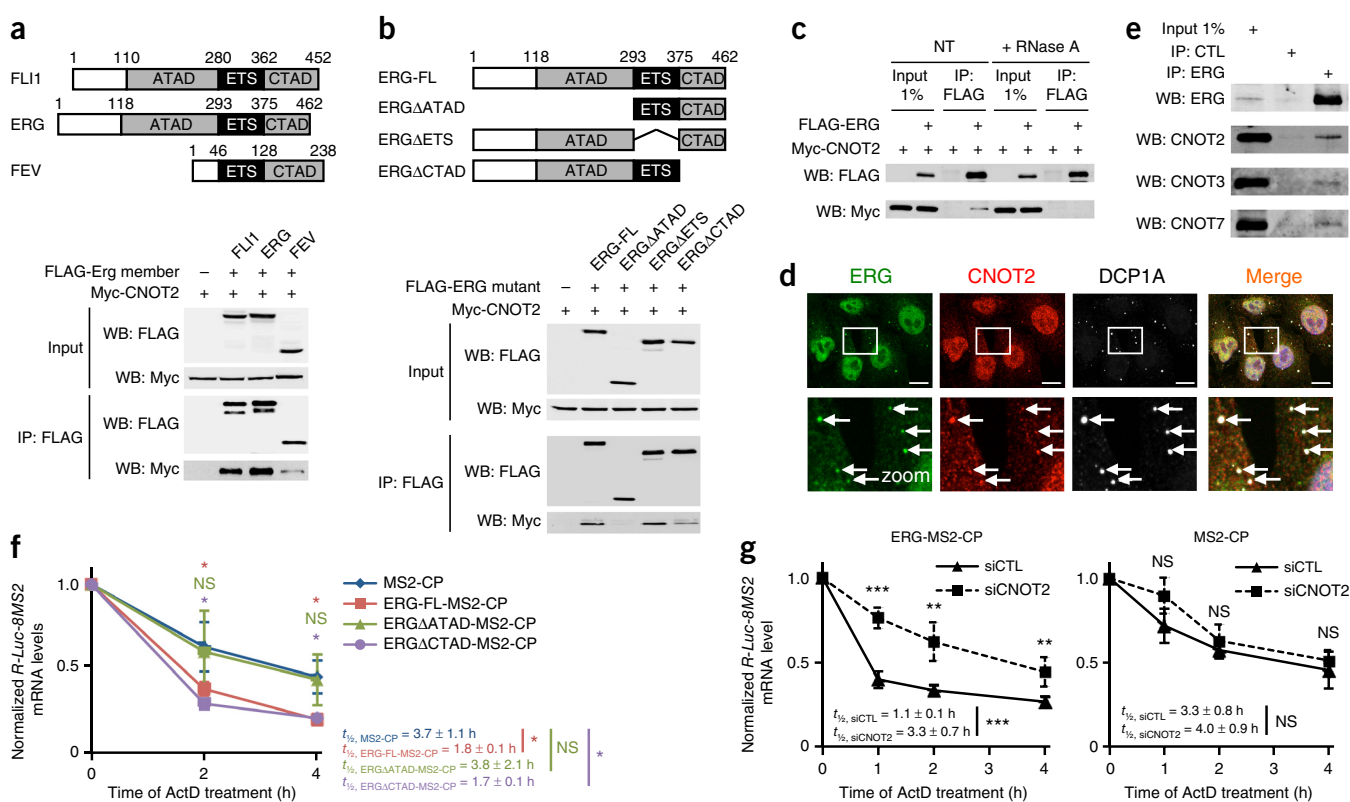 a
1 110 280 362 452
FLI1 ATAD ETS CTAD
1 118 293 375 462
ERG ATAD ETS CTAD
1 46 128 238
FEV ETS CTAD
FLI1 ERG FEV
FLAG-Erg member – + + +
Myc-CNOT2 + + + +
Input
WB: FLAG
WB: Myc
IP: FLAG
WB: FLAG
WB: Myc
b
1 118 293 375 462
ERG-FL ATAD ETS CTAD
ERGΔATAD ETS CTAD
ERGΔETS ATAD CTAD
ERGΔCTAD ATAD ETS
ERG-FL ERGΔATAD ERGΔETS ERGΔCTAD
FLAG-ERG mutant – + + + +
Myc-CNOT2 + + + + +
Input
WB: FLAG
WB: Myc
IP: FLAG
WB: FLAG
WB: Myc
c
NT + RNase A
Input 1% IP: FLAG Input 1% IP: FLAG
FLAG-ERG + + + +
Myc-CNOT2 + + + + + + + +
WB: FLAG
WB: Myc
e
Input 1% +
IP: CTL +
IP: ERG +
WB: ERG
WB: CNOT2
WB: CNOT3
WB: CNOT7
d
ERG CNOT2 DCP1A Merge
zoom
f
Normalized R-Luc-8MS2
mRNA levels
1.0
0.5
0
0 2 4
Time of ActD treatment (h)
*
NS
*
*
NS
*
MS2-CP
ERG-FL-MS2-CP
ERGΔATAD-MS2-CP
ERGΔCTAD-MS2-CP
t½, MS2-CP = 3.7 ± 1.1 h
t½, ERG-FL-MS2-CP = 1.8 ± 0.1 h
t½, ERGΔATAD-MS2-CP = 3.8 ± 2.1 h
t½, ERGΔCTAD-MS2-CP = 1.7 ± 0.1 h
* NS *
g
ERG-MS2-CP
Normalized R-Luc-8MS2
mRNA level
1.0
0.5
0
0 1 2 3 4
Time of ActD treatment (h)
siCTL
siCNOT2
*** ** **
t½, siCTL = 1.1 ± 0.1 h
t½, siCNOT2 = 3.3 ± 0.7 h
***
MS2-CP
1.0
0.5
0
0 1 2 3 4
Time of ActD treatment (h)
siCTL
siCNOT2
NS NS NS
t½, siCTL = 3.3 ± 0.8 h
t½, siCNOT2 = 4.0 ± 0.9 h
NS